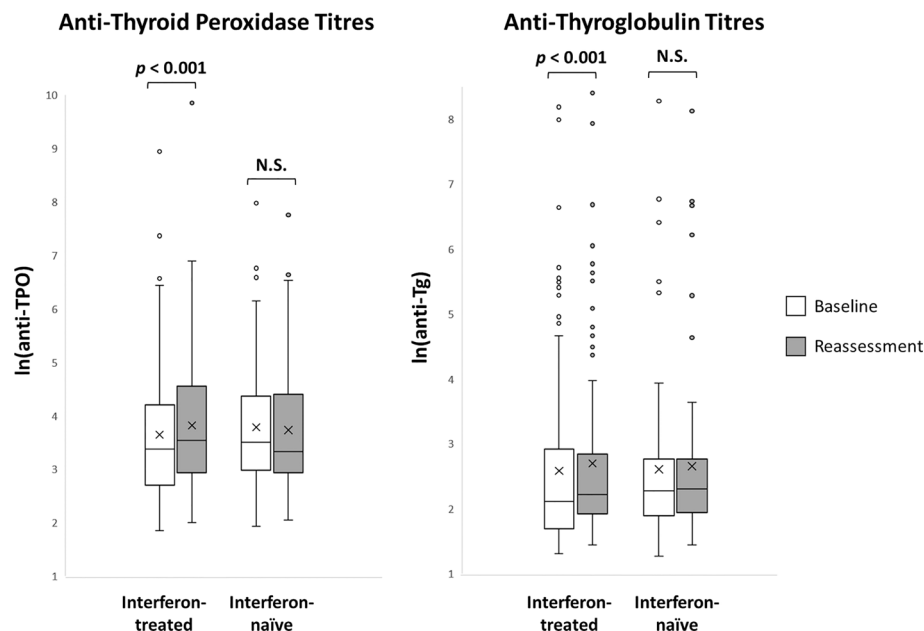 Anti-Thyroid Peroxidase Titres
Anti-Thyroglobulin Titres
p < 0.001
N.S.
p < 0.001
N.S.
ln(anti-TPO)
10
9
8
7
6
5
4
3
2
1
Interferon-
treated
Interferon-
naïve
ln(anti-Tg)
8
7
6
5
4
3
2
1
Interferon-
treated
Interferon-
naïve
Baseline
Reassessment